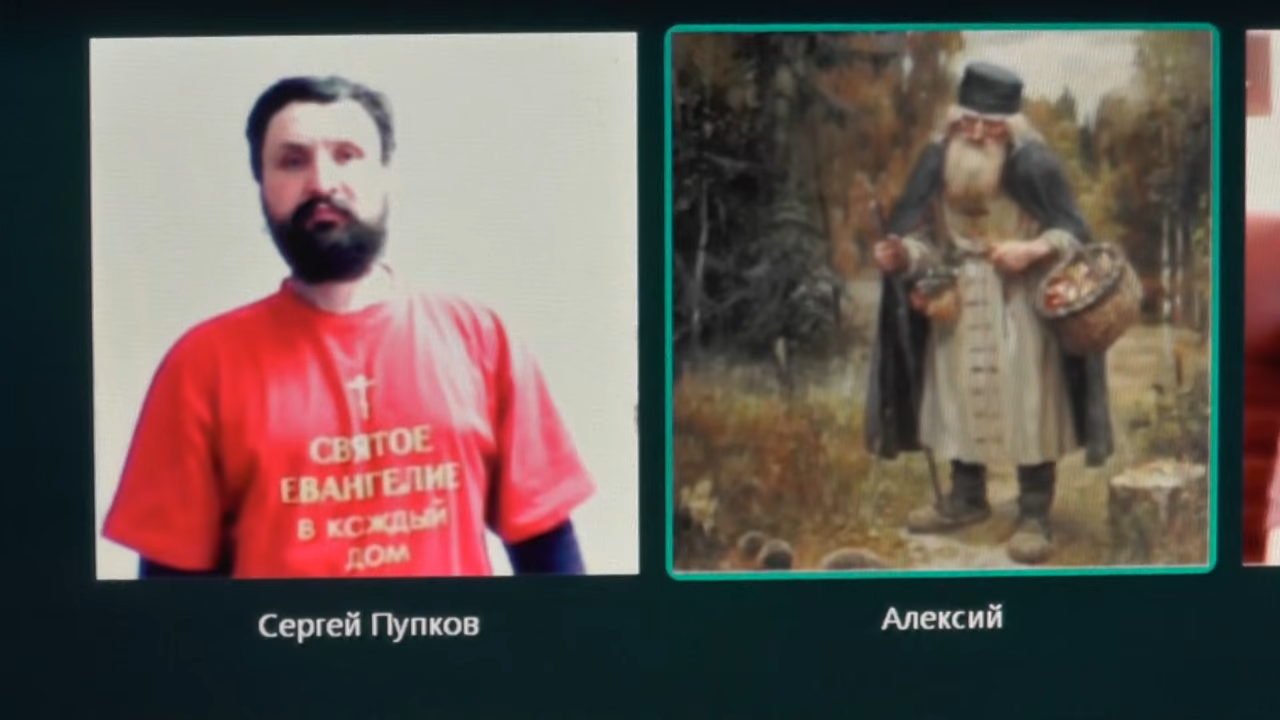 СВЯТОЕ
ЕВАНГЕЛИЕ
В КАЖДЫЙ
ДОМ
Сергей Пупков
Алексий